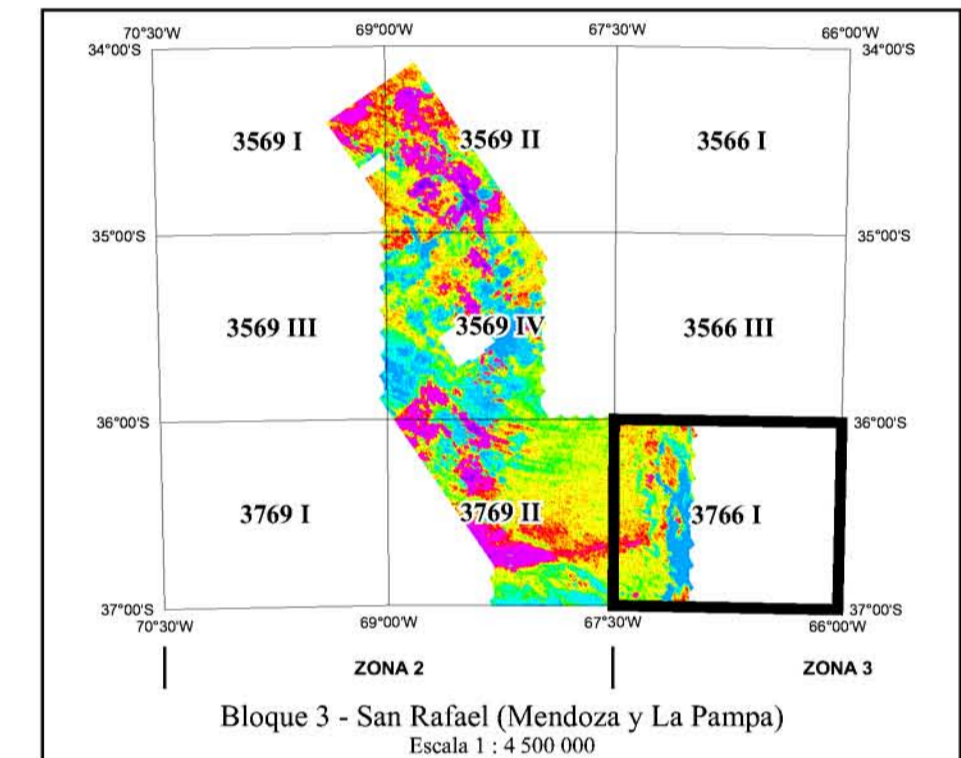 70°30'W 69°00'W 67°30'W 66°00'W
34°00'S 34°00'S
3569 I 3569 II 3566 I
35°00'S 35°00'S
3569 III 3569 IV 3566 III
36°00'S 36°00'S
3769 I 3769 II 3766 I
37°00'S 37°00'S
70°30'W 69°00'W 67°30'W 66°00'W
ZONA 2 ZONA 3
Bloque 3 - San Rafael (Mendoza y La Pampa)
Escala 1 : 4 500 000